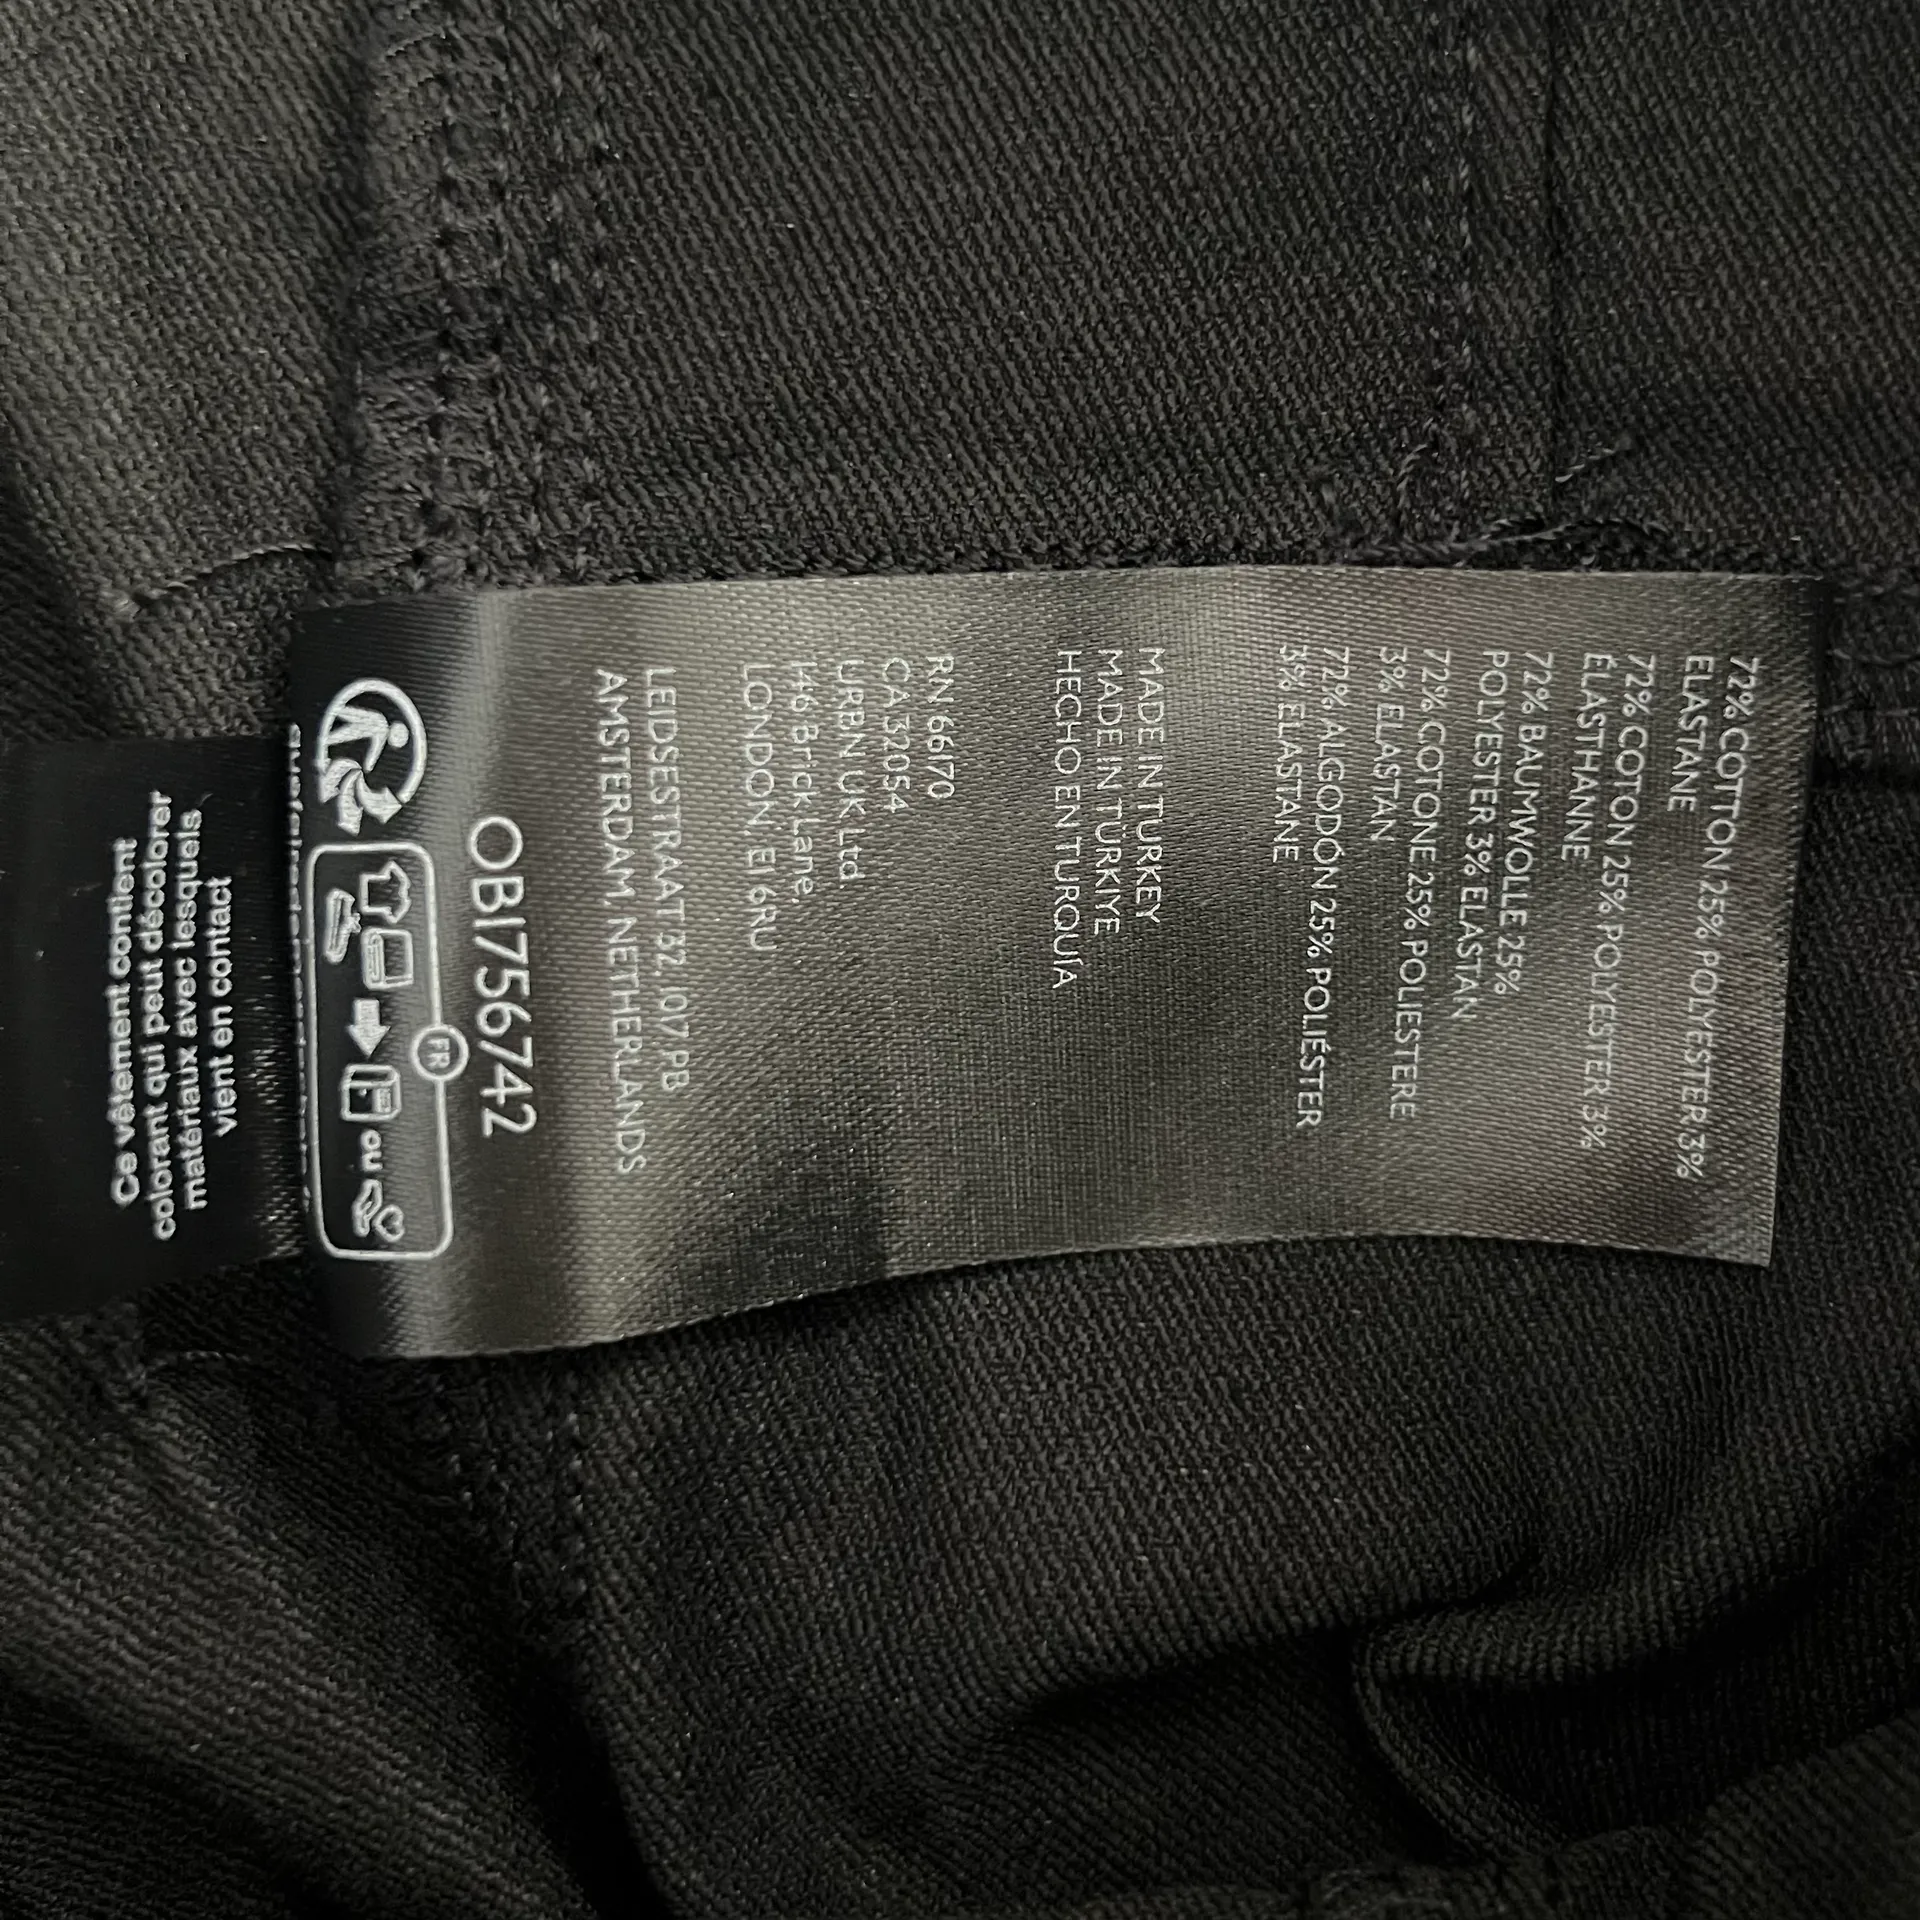 72% COTTON 25% POLYESTER 3%
ELASTANE
72% COTON 25% POLYESTER 3%
ÉLASTHANNE
72% BAUMWOLLE 25%
POLYESTER 3% ELASTAN
72% COTONE 25% POLIESTERE
3% ELASTAN
72% ALGODÓN 25% POLIÉSTER
3% ELASTANE
MADE IN TURKEY
MADE IN TÜRKIYE
HECHO EN TURQUÍA
RN 66170
CA 32054
URBN UK Ltd.
146 Brick Lane,
LONDON, E1 6RU
LEIDSESTRAAT 32, 1017 PB
AMSTERDAM, NETHERLANDS
OB1756742
FR
ou
Ce vêtement contient
colorant qui peut décolorer
matériaux avec lesquels
vient en contact